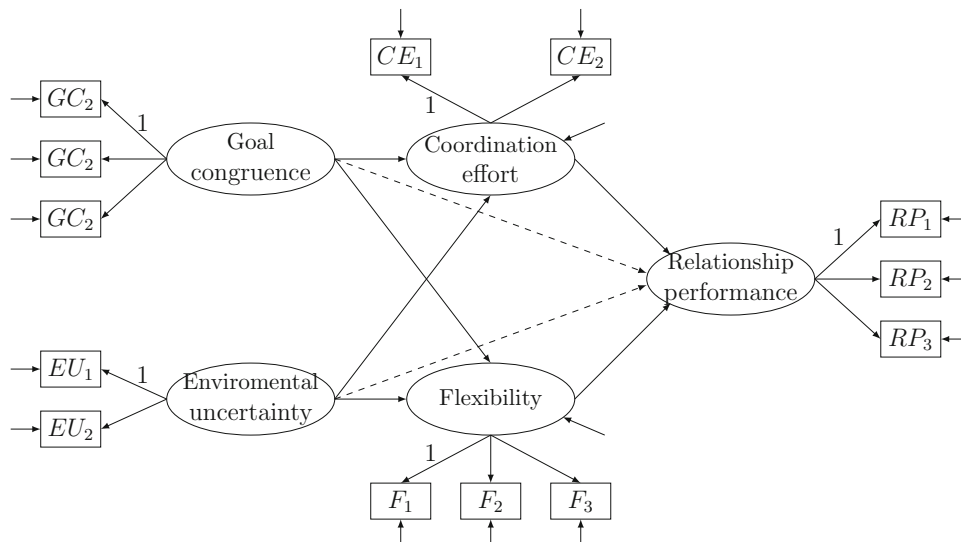 CE₁
CE₂
1
GC₂
1
GC₂
GC₂
Goal
congruence
Coordination
effort
RP₁
1
RP₂
RP₃
Relationship
performance
EU₁
1
EU₂
Enviromental
uncertainty
Flexibility
1
F₁
F₂
F₃